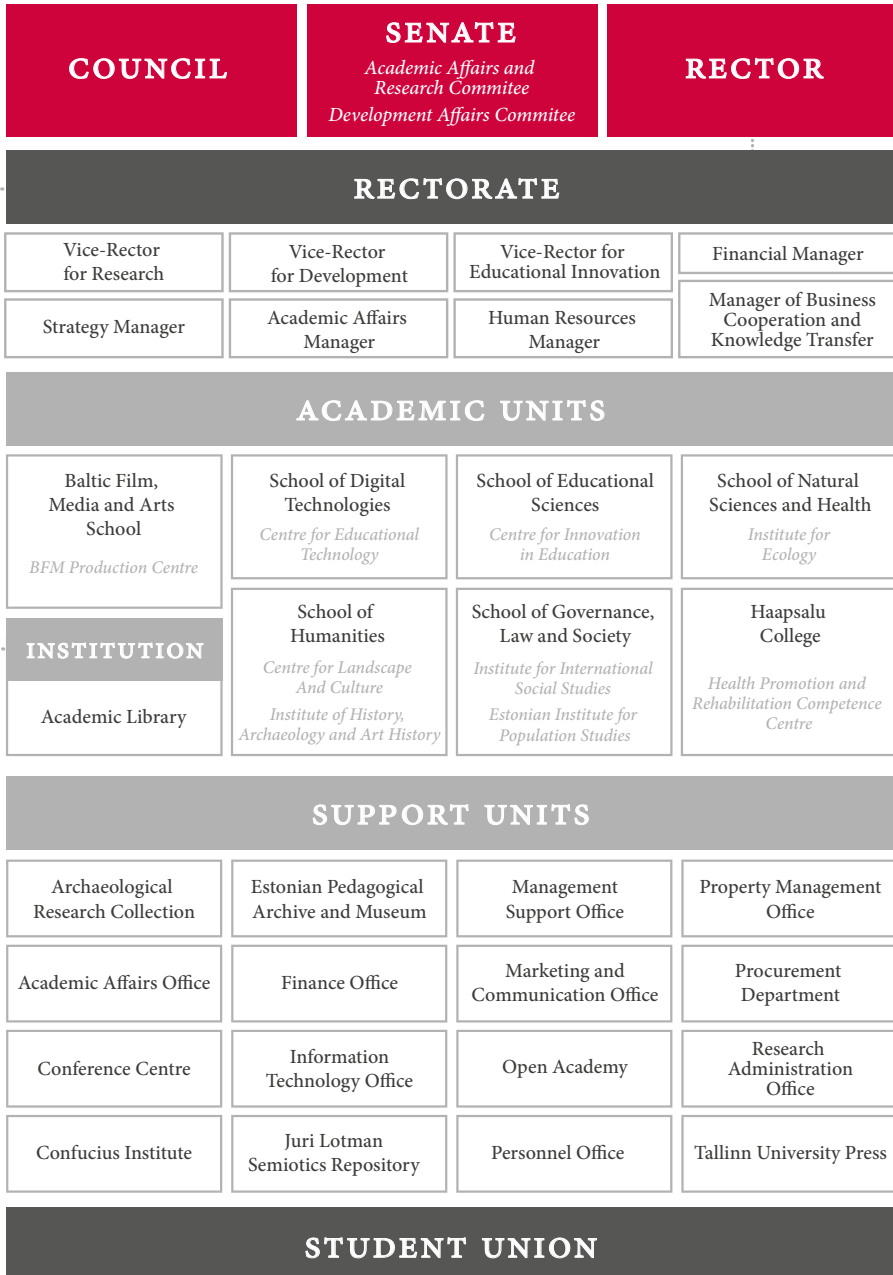 COUNCIL
SENATE
Academic Affairs and
Research Commitee
Development Affairs Commitee
RECTOR
RECTORATE
Vice-Rector
for Research
Vice-Rector
for Development
Vice-Rector for
Educational Innovation
Financial Manager
Strategy Manager
Academic Affairs
Manager
Human Resources
Manager
Manager of Business
Cooperation and
Knowledge Transfer
ACADEMIC UNITS
Baltic Film,
Media and Arts
School
BFM Production Centre
School of Digital
Technologies
Centre for Educational
Technology
School of Educational
Sciences
Centre for Innovation
in Education
School of Natural
Sciences and Health
Institute for
Ecology
INSTITUTION
Academic Library
School of
Humanities
Centre for Landscape
And Culture
Institute of History,
Archaeology and Art History
School of Governance,
Law and Society
Institute for International
Social Studies
Estonian Institute for
Population Studies
Haapsalu
College
Health Promotion and
Rehabilitation Competence
Centre
SUPPORT UNITS
Archaeological
Research Collection
Estonian Pedagogical
Archive and Museum
Management
Support Office
Property Management
Office
Academic Affairs Office
Finance Office
Marketing and
Communication Office
Procurement
Department
Conference Centre
Information
Technology Office
Open Academy
Research
Administration
Office
Confucius Institute
Juri Lotman
Semiotics Repository
Personnel Office
Tallinn University Press
STUDENT UNION